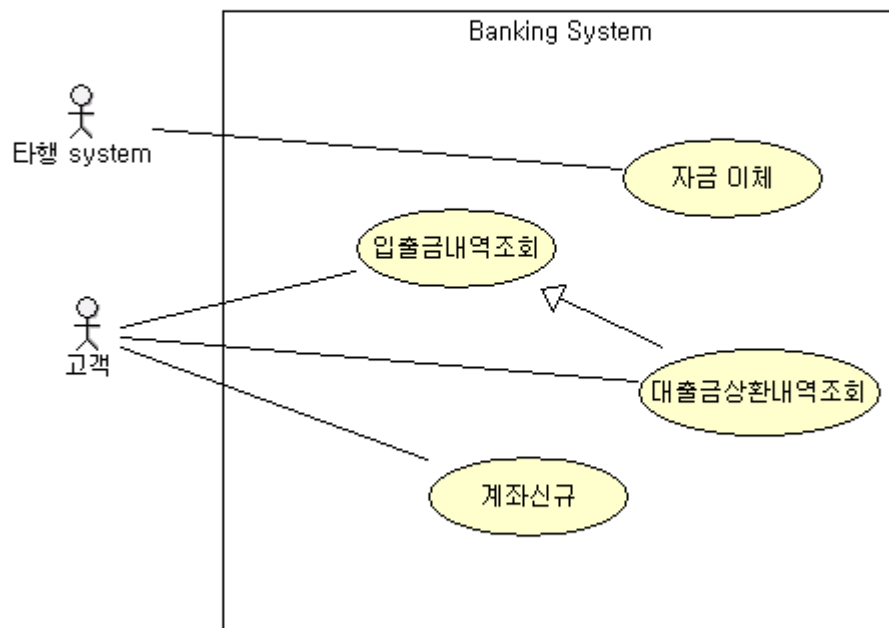 Banking System
타행 system
자금 이체
입출금내역조회
고객
대출금상환내역조회
계좌신규